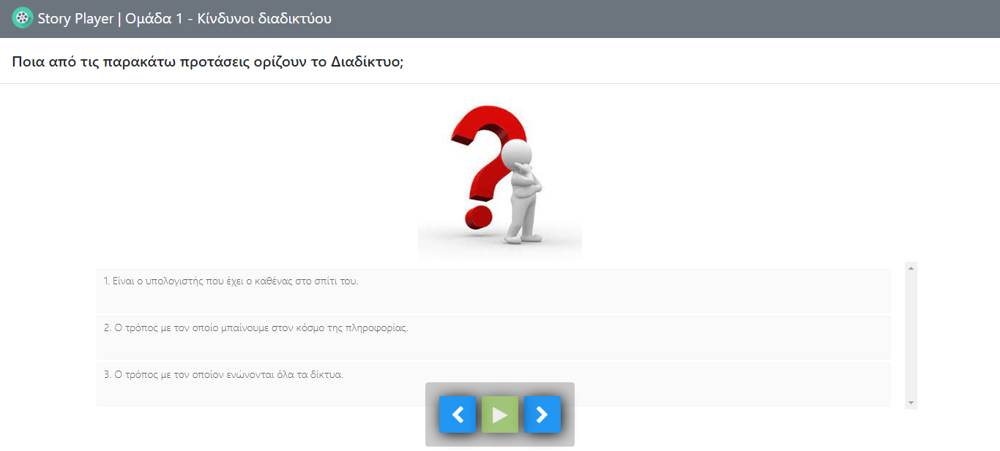 Story Player | Ομάδα 1 - Κίνδυνοι διαδικτύου
Ποια από τις παρακάτω προτάσεις ορίζουν το Διαδίκτυο;
1. Είναι ο υπολογιστής που έχει ο καθένας στο σπίτι του.
2. Ο τρόπος με τον οποίο μπαίνουμε στον κόσμο της πληροφορίας.
3. Ο τρόπος με τον οποίον ενώνονται όλα τα δίκτυα.